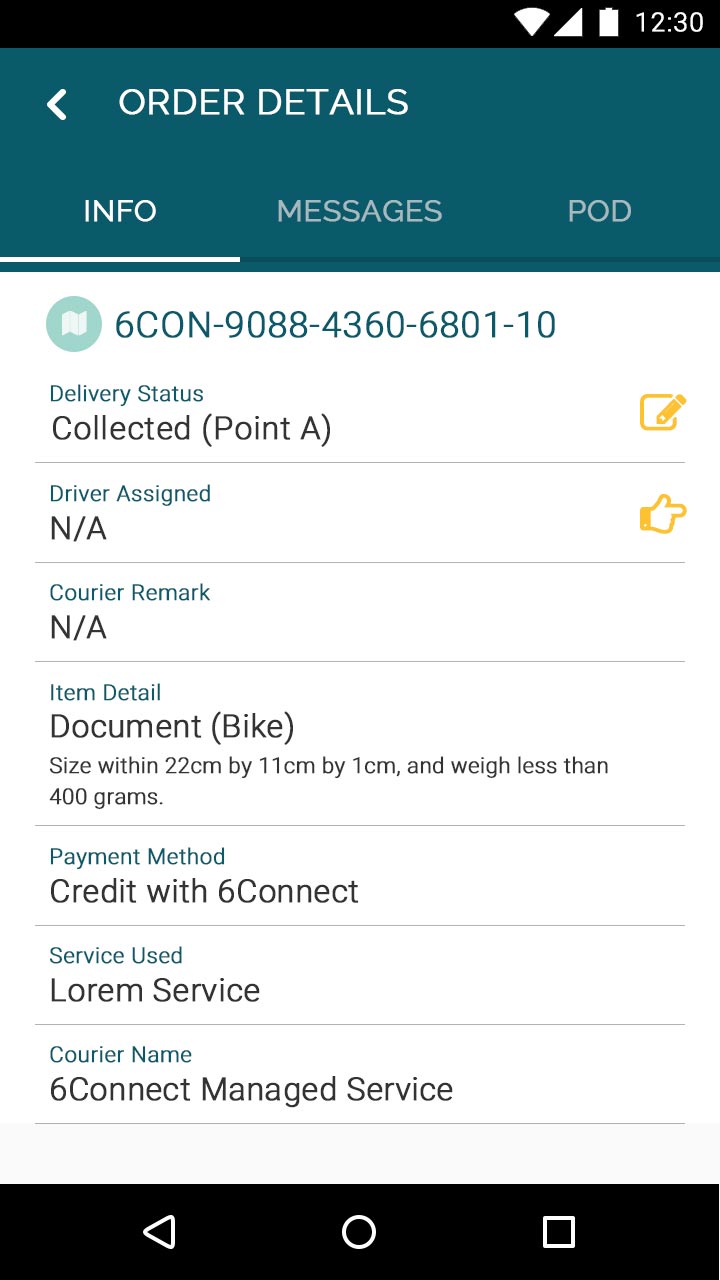 12:30
ORDER DETAILS
INFO MESSAGES POD
6CON-9088-4360-6801-10
Delivery Status
Collected (Point A)
Driver Assigned
N/A
Courier Remark
N/A
Item Detail
Document (Bike)
Size within 22cm by 11cm by 1cm, and weigh less than
400 grams.
Payment Method
Credit with 6Connect
Service Used
Lorem Service
Courier Name
6Connect Managed Service